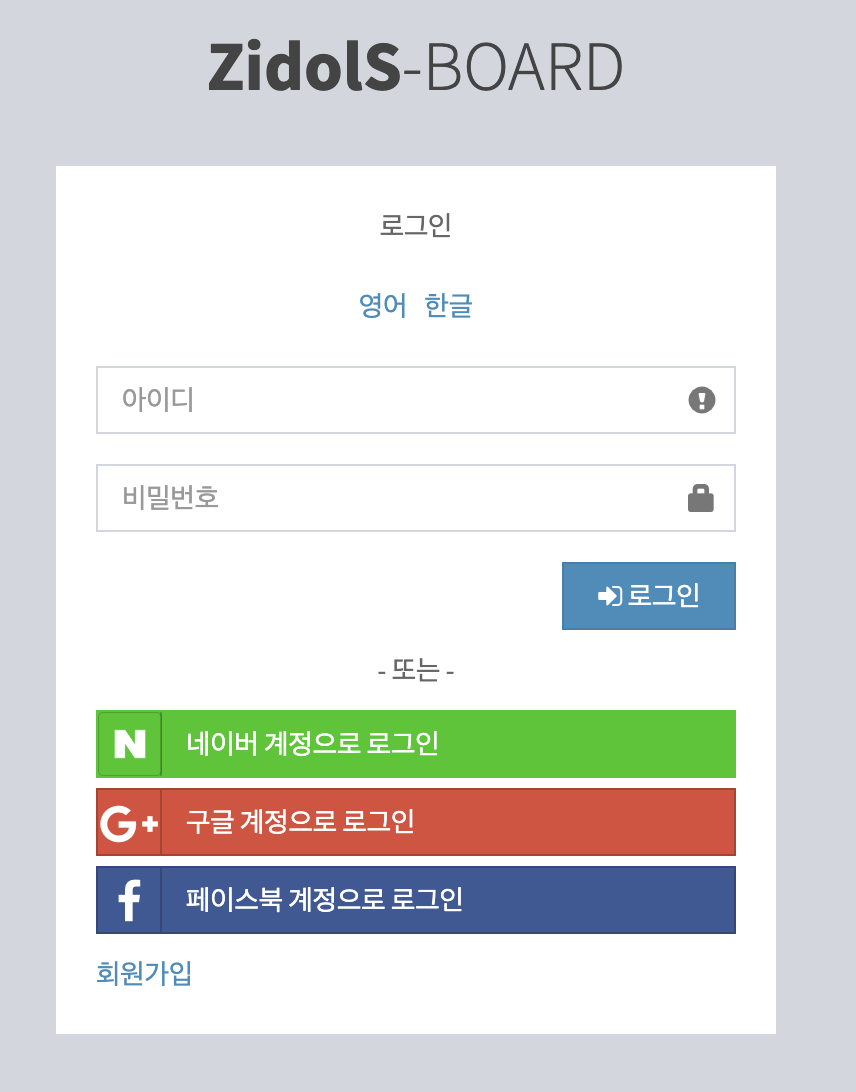 ZidolS-BOARD
로그인
영어 한글
아이디
비밀번호
로그인
- 또는 -
N 네이버 계정으로 로그인
G+ 구글 계정으로 로그인
f 페이스북 계정으로 로그인
회원가입